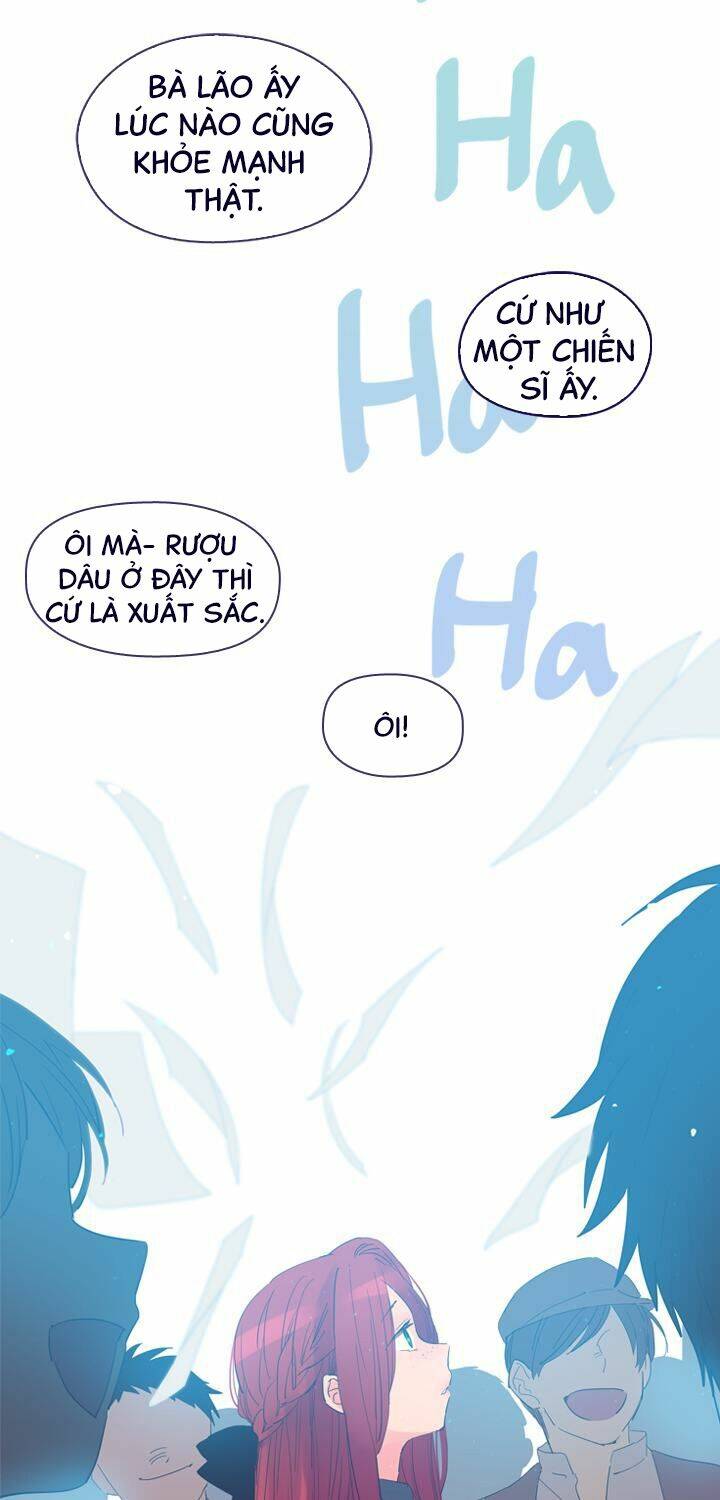 BÀ LÃO ẤY
LÚC NÀO CŨNG
KHỎE MẠNH
THẬT.
Ha
CỨ NHƯ
MỘT CHIẾN
SĨ ẤY.
Ha
ÔI MÀ- RƯỢU
DÂU Ở ĐÂY THÌ
CỨ LÀ XUẤT SẮC.
Ha
ÔI!